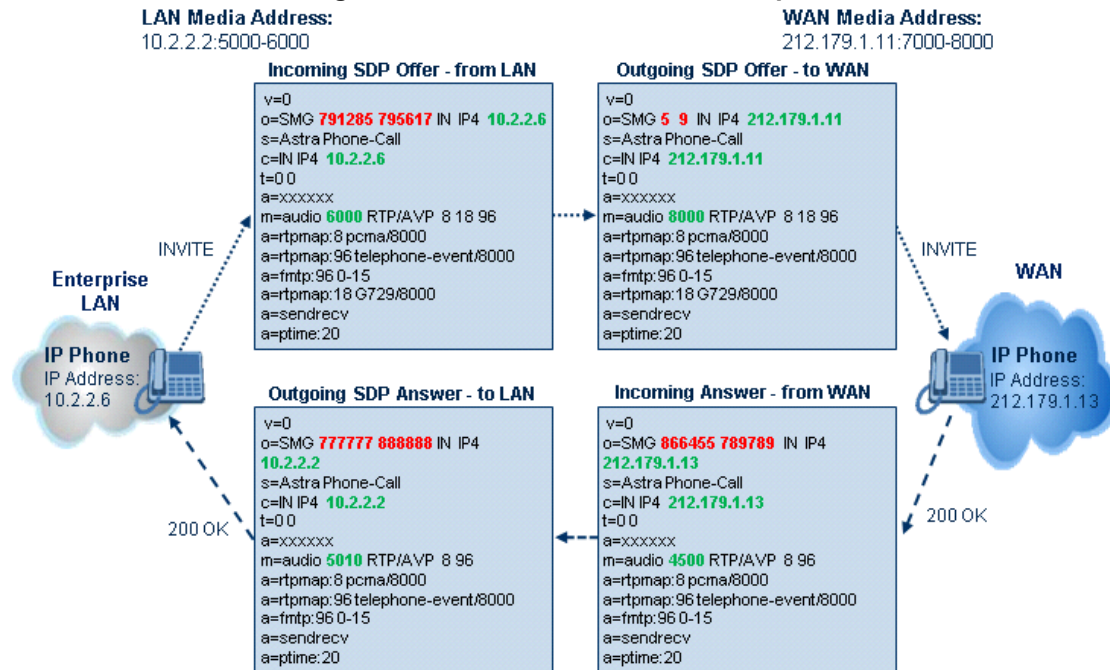 LAN Media Address:
10.2.2.2:5000-6000
WAN Media Address:
212.179.1.11:7000-8000
Incoming SDP Offer - from LAN
v=0
o=SMG 791285 795617 IN IP4 10.2.2.6
s=Astra Phone-Call
c=IN IP4 10.2.2.6
t=0 0
a=xxxxxx
m=audio 6000 RTP/AVP 8 18 96
a=rtpmap:8 pcma/8000
a=rtpmap:96 telephone-event/8000
a=fmtp:96 0-15
a=rtpmap:18 G729/8000
a=sendrecv
a=ptime:20
Outgoing SDP Offer - to WAN
v=0
o=SMG 5 9 IN IP4 212.179.1.11
s=Astra Phone-Call
c=IN IP4 212.179.1.11
t=0 0
a=xxxxxx
m=audio 8000 RTP/AVP 8 18 96
a=rtpmap:8 pcma/8000
a=rtpmap:96 telephone-event/8000
a=fmtp:96 0-15
a=rtpmap:18 G729/8000
a=sendrecv
a=ptime:20
INVITE
INVITE
Enterprise
LAN
IP Phone
IP Address:
10.2.2.6
WAN
IP Phone
IP Address:
212.179.1.13
Outgoing SDP Answer - to LAN
v=0
o=SMG 777777 888888 IN IP4
10.2.2.2
s=Astra Phone-Call
c=IN IP4 10.2.2.2
t=0 0
a=xxxxxx
m=audio 5010 RTP/AVP 8 96
a=rtpmap:8 pcma/8000
a=rtpmap:96 telephone-event/8000
a=fmtp:96 0-15
a=sendrecv
a=ptime:20
Incoming Answer - from WAN
v=0
o=SMG 866455 789789 IN IP4
212.179.1.13
s=Astra Phone-Call
c=IN IP4 212.179.1.13
t=0 0
a=xxxxxx
m=audio 4500 RTP/AVP 8 96
a=rtpmap:8 pcma/8000
a=rtpmap:96 telephone-event/8000
a=fmtp:96 0-15
a=sendrecv
a=ptime:20
200 OK
200 OK